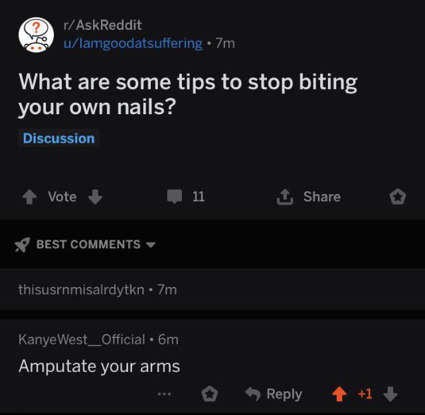 r/AskReddit
u/Iamgoodatsuffering • 7m
What are some tips to stop biting
your own nails?
Discussion
Vote
11
Share
BEST COMMENTS
thisusrnmisalrdytkn • 7m
KanyeWest__Official • 6m
Amputate your arms
... Reply +1